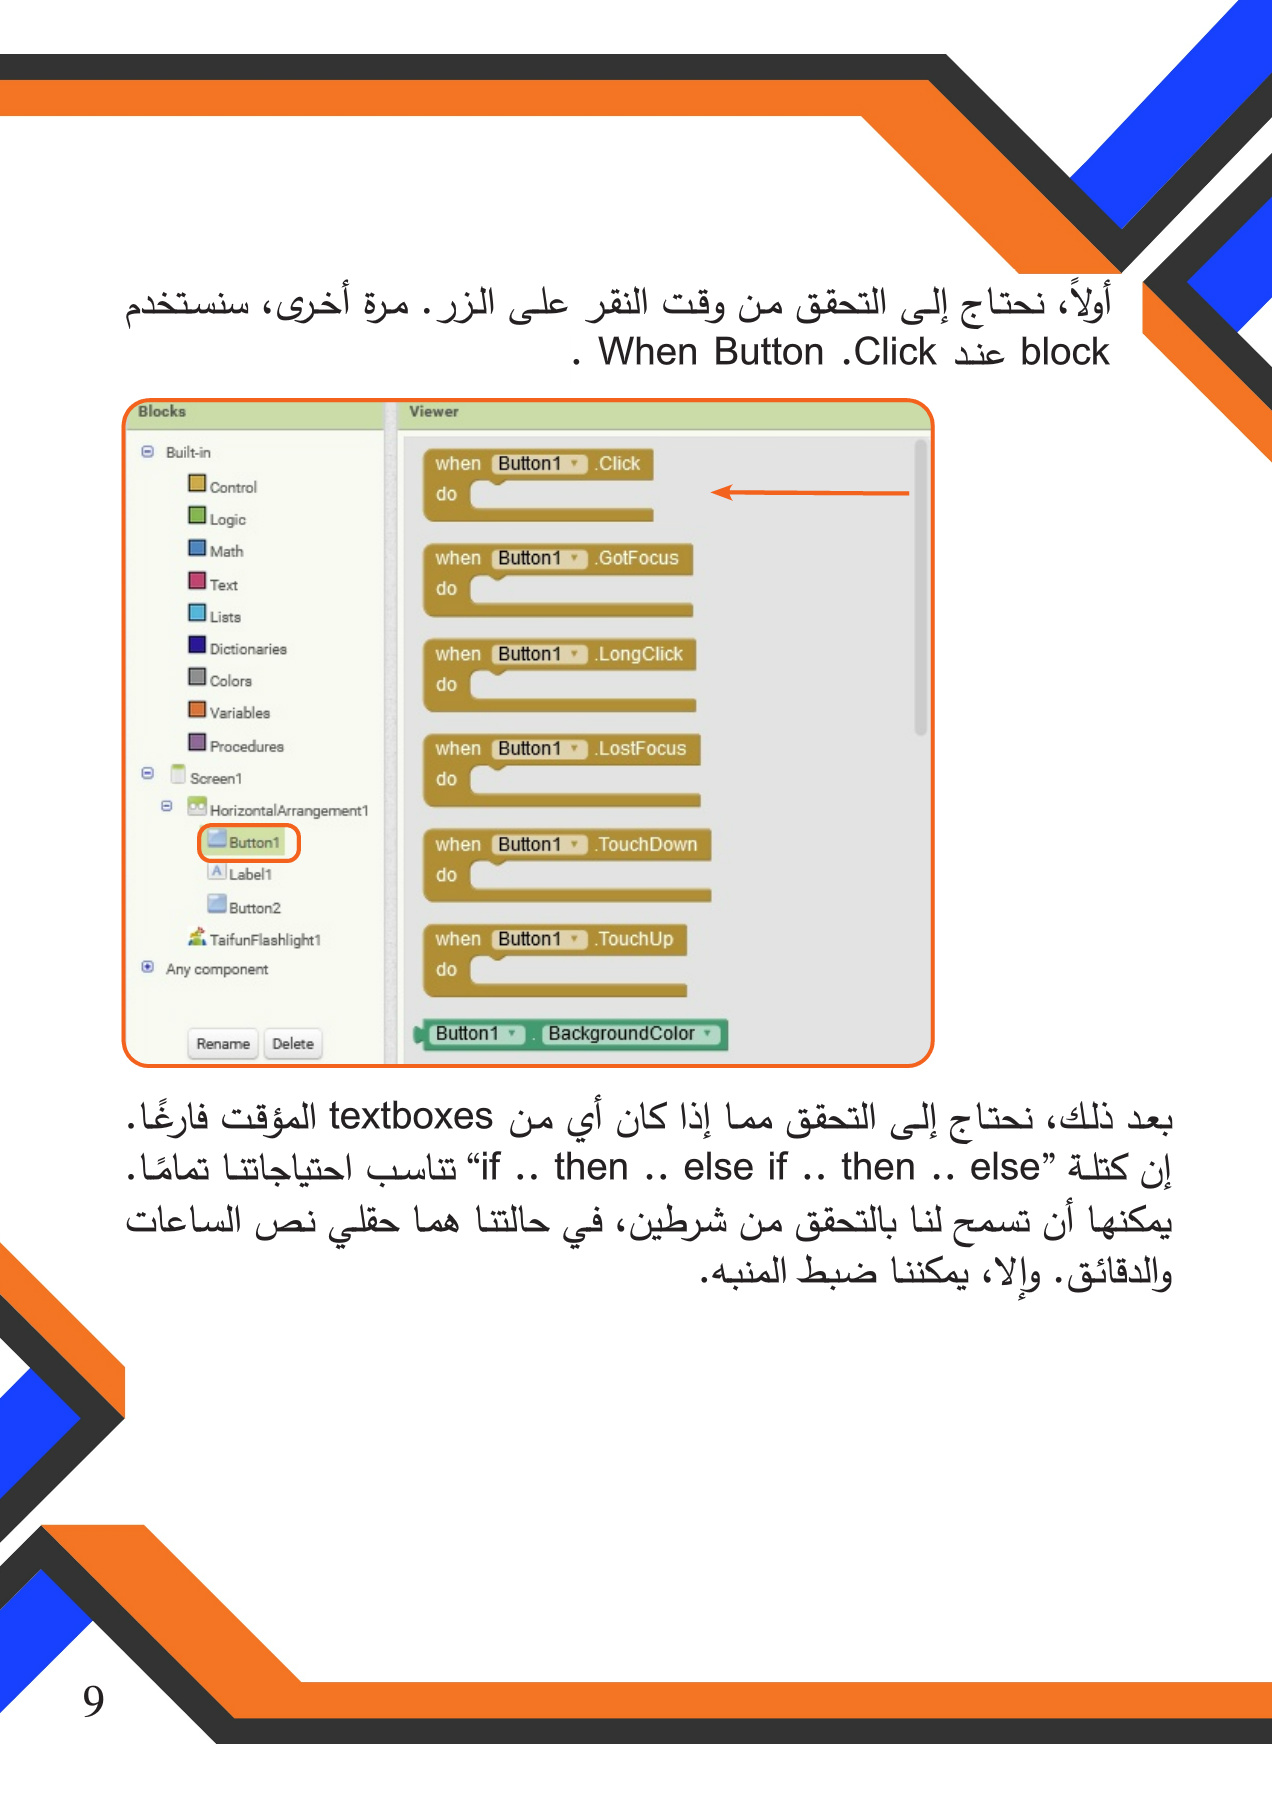 أولاً، نحتاج إلى التحقق من وقت النقر على الزر. مرة أخرى، سنستخدم
block عند When Button .Click .
Blocks
Built-in
Control
Logic
Math
Text
Lists
Dictionaries
Colors
Variables
Procedures
Screen1
HorizontalArrangement1
Button1
Label1
Button2
TaifunFlashlight1
Any component
Rename Delete
Viewer
when Button1 .Click
do
when Button1 .GotFocus
do
when Button1 .LongClick
do
when Button1 .LostFocus
do
when Button1 .TouchDown
do
when Button1 .TouchUp
do
Button1 . BackgroundColor
بعد ذلك، نحتاج إلى التحقق مما إذا كان أي من textboxes المؤقت فارغًا.
إن كتلة “if .. then .. else if .. then .. else” تناسب احتياجاتنا تمامًا.
يمكنها أن تسمح لنا بالتحقق من شرطين، في حالتنا هما حقلي نص الساعات
والدقائق. وإلا، يمكننا ضبط المنبه.
9